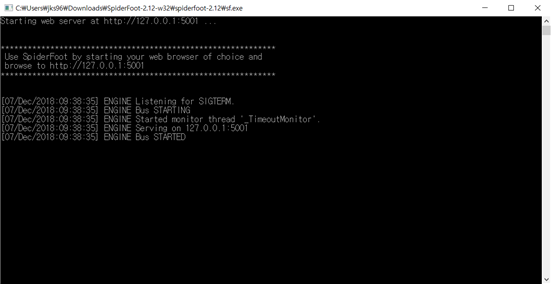 C:₩Users₩jks96₩Downloads₩SpiderFoot-2.12-w32₩spiderfoot-2.12₩sf.exe
Starting web server at http://127.0.0.1:5001 ...
************************************************************
Use SpiderFoot by starting your web browser of choice and
browse to http://127.0.0.1:5001
************************************************************
[07/Dec/2018:09:38:35] ENGINE Listening for SIGTERM.
[07/Dec/2018:09:38:35] ENGINE Bus STARTING
[07/Dec/2018:09:38:35] ENGINE Started monitor thread '_TimeoutMonitor'.
[07/Dec/2018:09:38:35] ENGINE Serving on 127.0.0.1:5001
[07/Dec/2018:09:38:35] ENGINE Bus STARTED